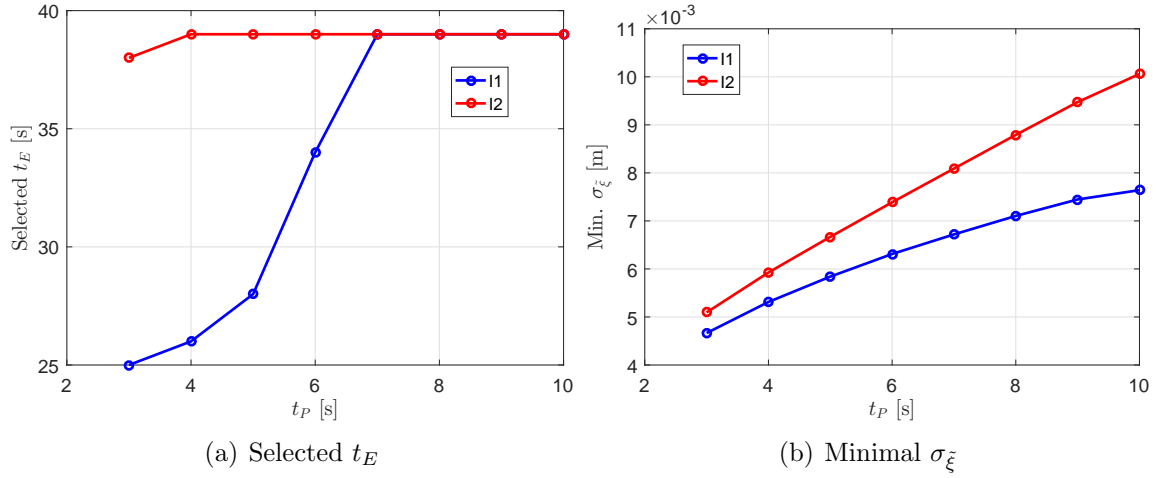 40
35
30
25
Selected t_E [s]
I1
I2
2 4 6 8 10
t_P [s]
(a) Selected t_E
×10⁻³
11
10
9
8
7
6
5
4
Min. σ_ξ̃ [m]
I1
I2
2 4 6 8 10
t_P [s]
(b) Minimal σ_ξ̃